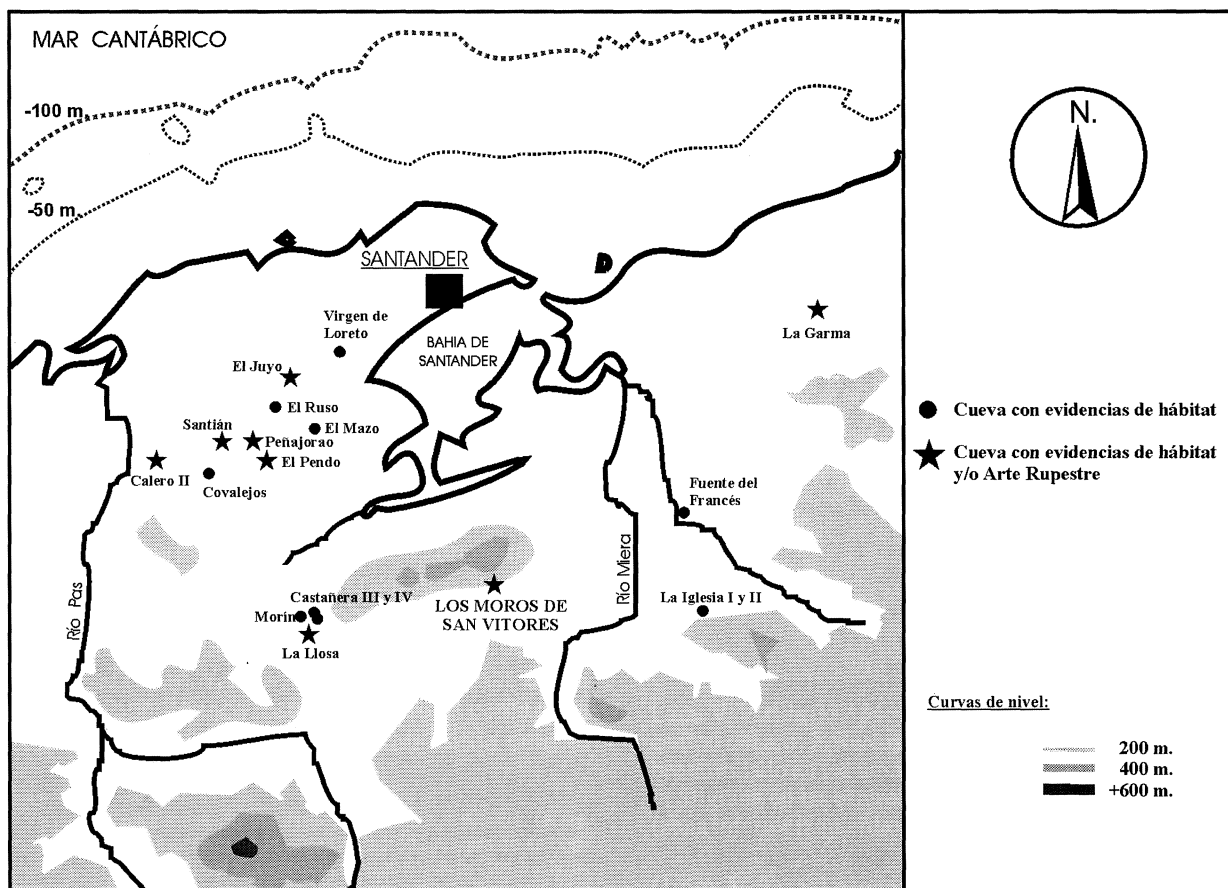 MAR CANTÁBRICO
N.
-100 m.
-50 m.
SANTANDER
Virgen de
Loreto
BAHIA DE
SANTANDER
La Garma
El Juyo
El Ruso
Santián
Peñajorao
El Mazo
El Pendo
Calero II
Covalejos
Fuente del
Francés
Río Pas
Río Miera
Castañera III y IV
Morín
La Llosa
LOS MOROS DE
SAN VITORES
La Iglesia I y II
Cueva con evidencias de hábitat
Cueva con evidencias de hábitat
y/o Arte Rupestre
Curvas de nivel:
200 m.
400 m.
+600 m.